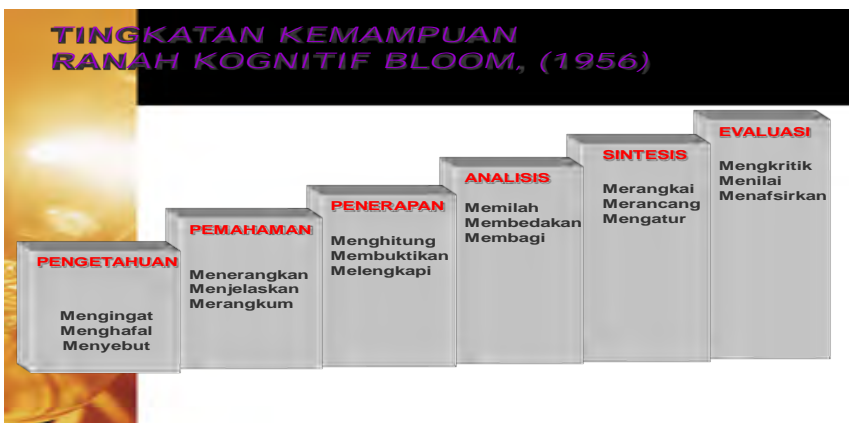 TINGKATAN KEMAMPUAN
RANAH KOGNITIF BLOOM, (1956)
PENGETAHUAN
Mengingat
Menghafal
Menyebut
PEMAHAMAN
Menerangkan
Menjelaskan
Merangkum
PENERAPAN
Menghitung
Membuktikan
Melengkapi
ANALISIS
Memilah
Membedakan
Membagi
SINTESIS
Merangkai
Merancang
Mengatur
EVALUASI
Mengkritik
Menilai
Menafsirkan